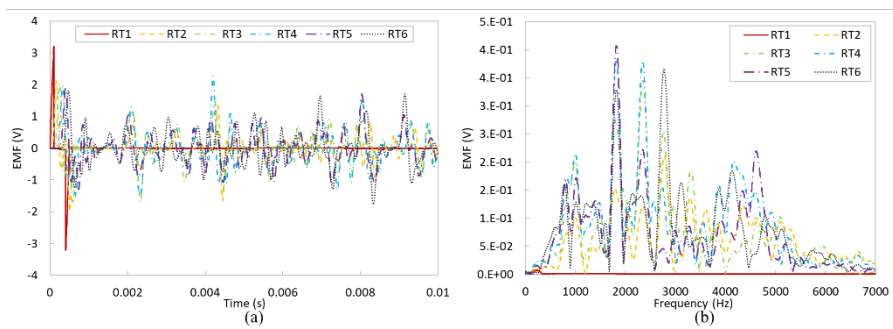 4
3
2
1
0
-1
-2
-3
-4
EMF (V)
RT1 RT2 RT3 RT4 RT5 RT6
0 0.002 0.004 0.006 0.008 0.01
Time (s)
(a)
5.E-01
5.E-01
4.E-01
4.E-01
3.E-01
3.E-01
2.E-01
2.E-01
1.E-01
5.E-02
0.E+00
EMF (V)
RT1 RT2
RT3 RT4
RT5 RT6
0 1000 2000 3000 4000 5000 6000 7000
Frequency (Hz)
(b)